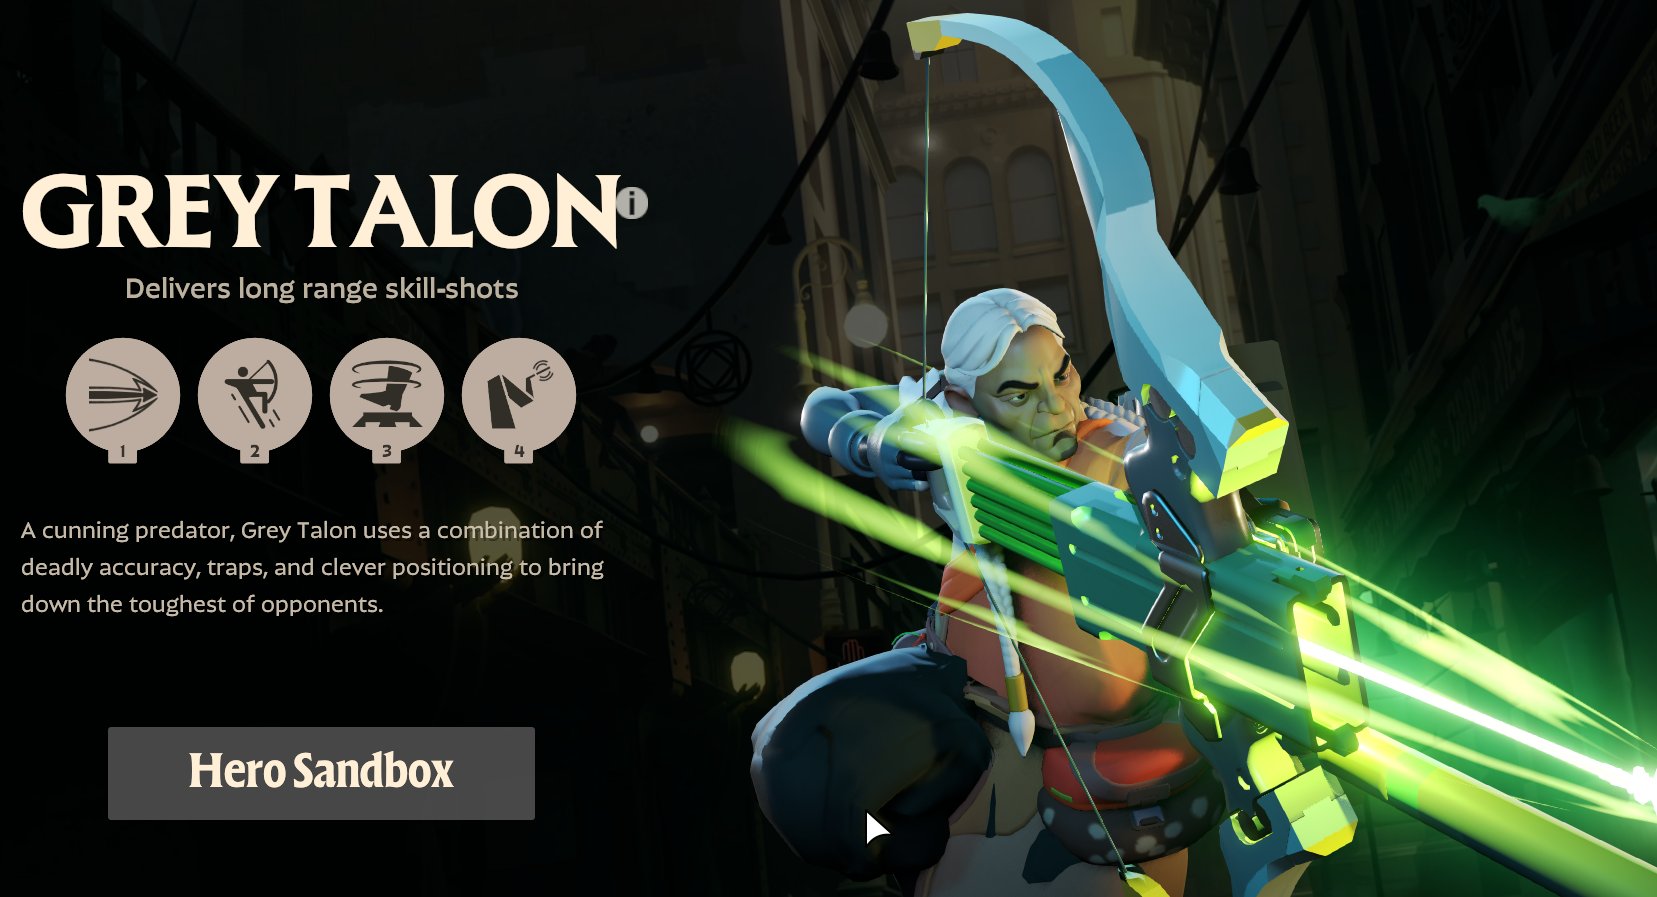 GREY TALON
i
Delivers long range skill-shots
1 2 3 4
A cunning predator, Grey Talon uses a combination of
deadly accuracy, traps, and clever positioning to bring
down the toughest of opponents.
Hero Sandbox